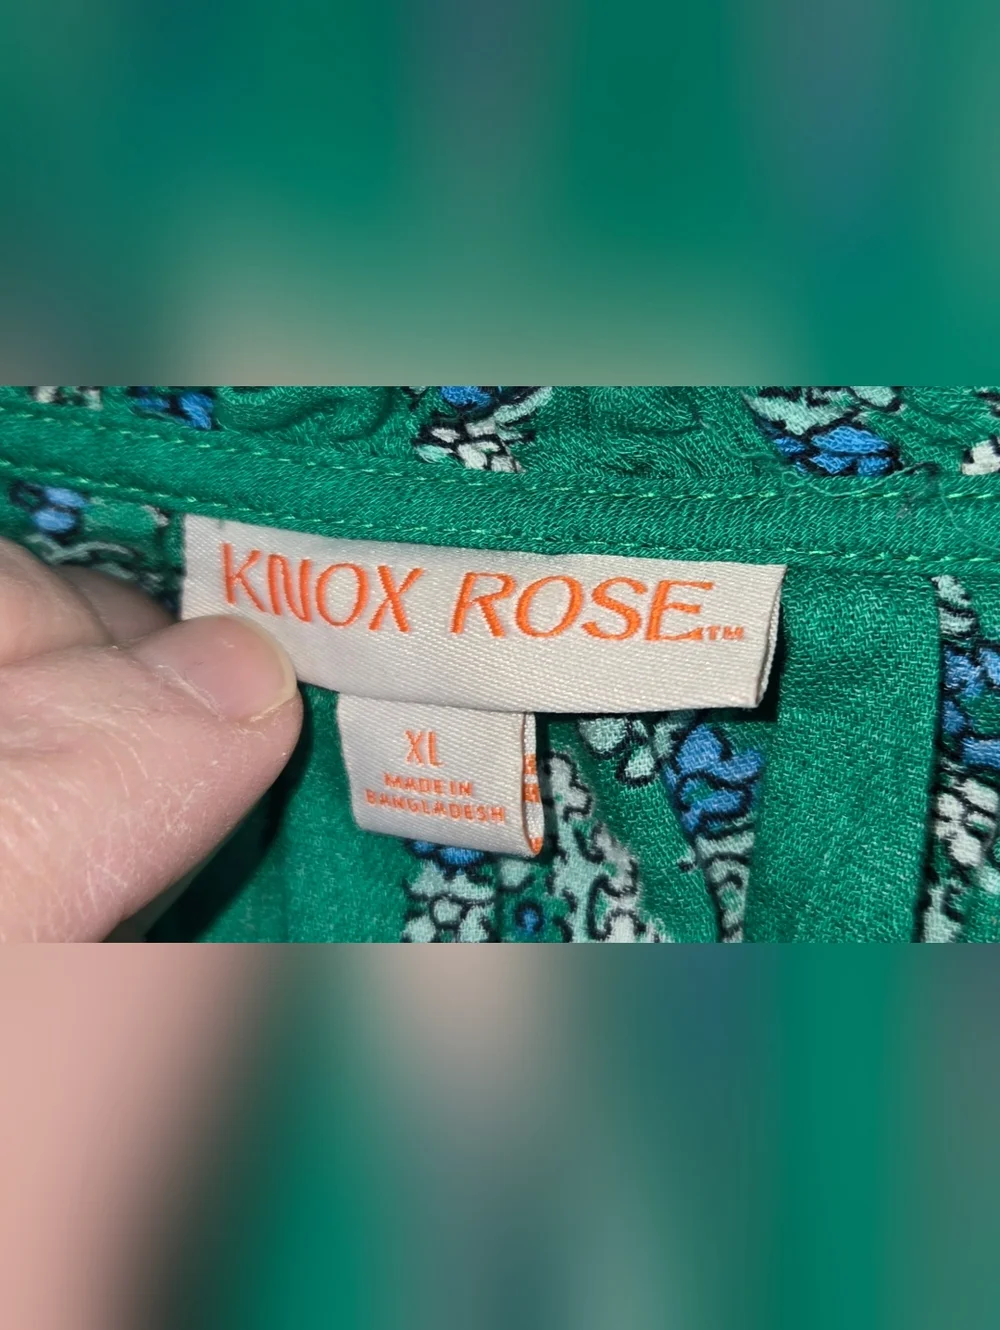 KNOX ROSE™
XL
MADE IN
BANGLADESH